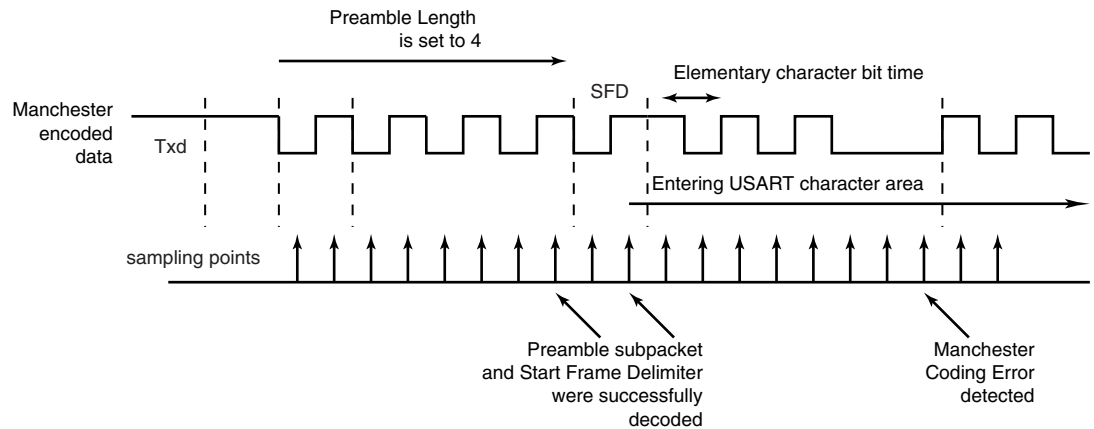 Preamble Length
is set to 4
Elementary character bit time
SFD
Manchester
encoded
data
Txd
Entering USART character area
sampling points
Preamble subpacket
and Start Frame Delimiter
were successfully
decoded
Manchester
Coding Error
detected